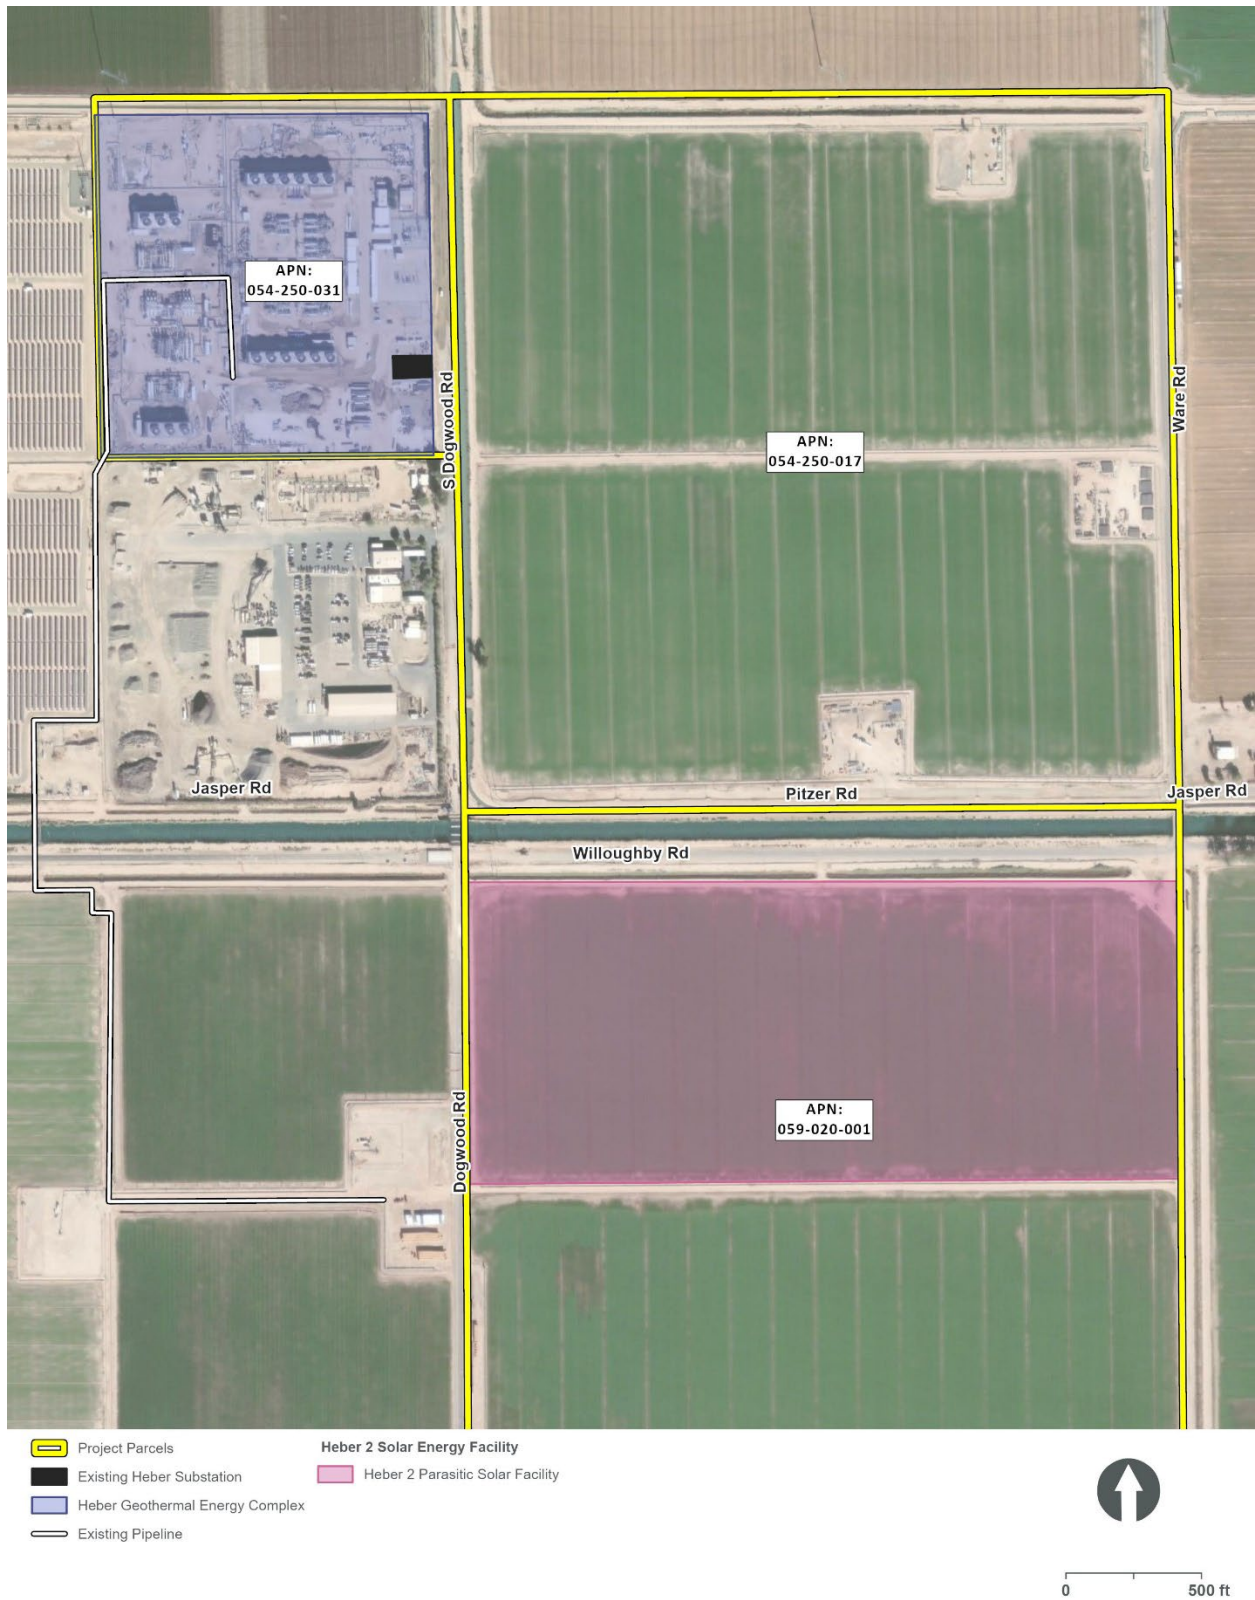 APN:
054-250-031
S Dogwood Rd
Ware Rd
APN:
054-250-017
Jasper Rd
Pitzer Rd
Jasper Rd
Willoughby Rd
Dogwood Rd
APN:
059-020-001
Project Parcels
Existing Heber Substation
Heber Geothermal Energy Complex
Existing Pipeline
Heber 2 Solar Energy Facility
Heber 2 Parasitic Solar Facility
0 500 ft